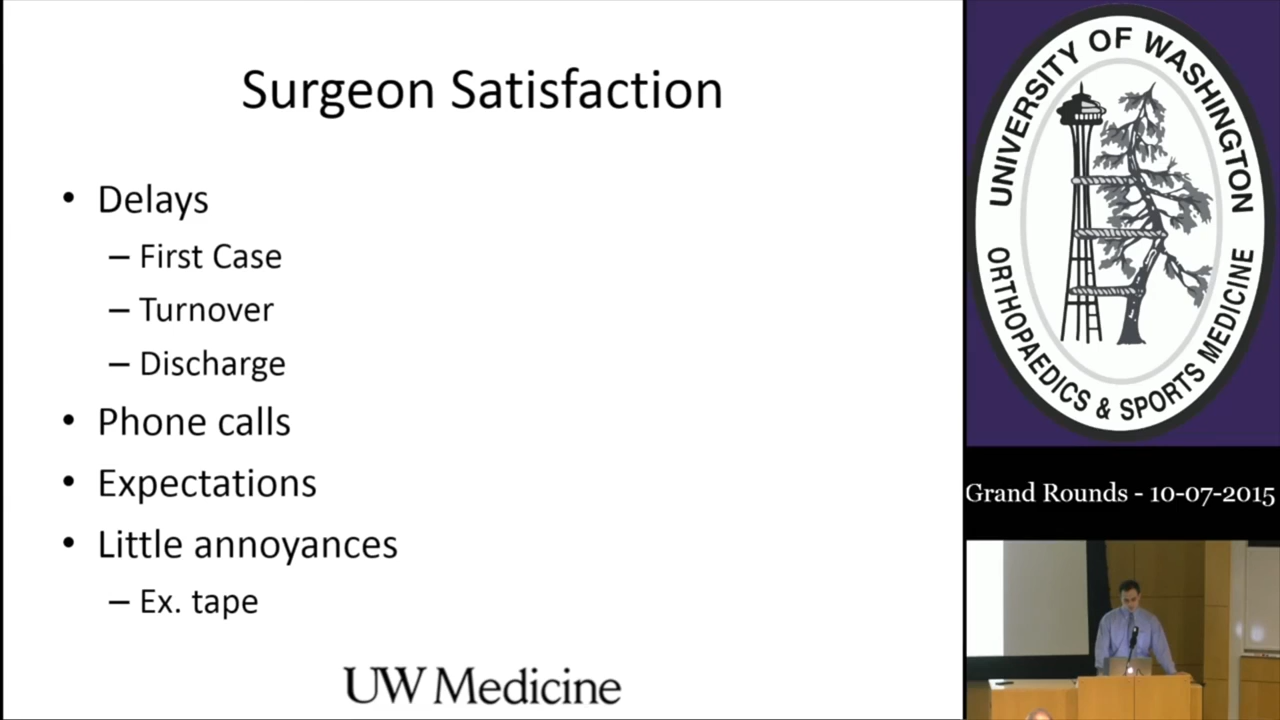 Surgeon Satisfaction
• Delays
– First Case
– Turnover
– Discharge
• Phone calls
• Expectations
• Little annoyances
– Ex. tape
UW Medicine
UNIVERSITY OF WASHINGTON
ORTHOPAEDICS & SPORTS MEDICINE
Grand Rounds - 10-07-2015